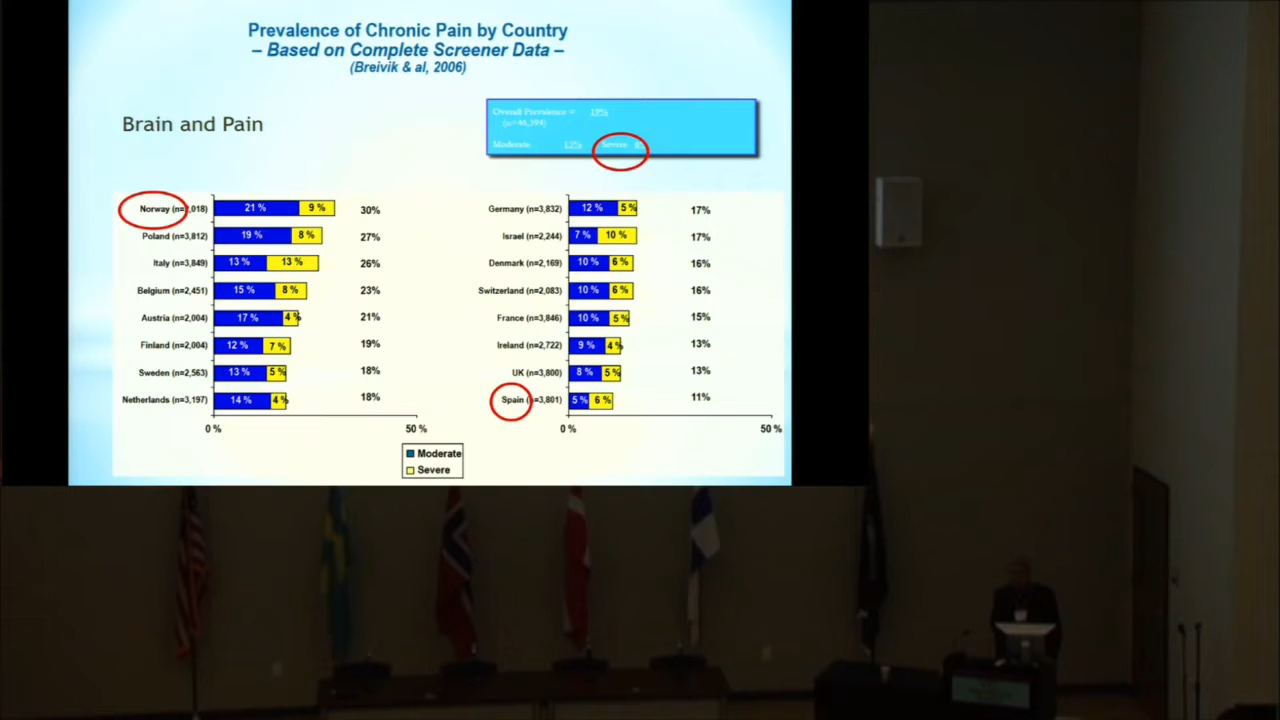 Prevalence of Chronic Pain by Country
– Based on Complete Screener Data –
(Breivik & al, 2006)
Brain and Pain
Overall Prevalence = 19%
(n=46,394)
Moderate 12% Severe
Norway (n= ,018) 21 % 9 % 30%
Poland (n=3,812) 19 % 8 % 27%
Italy (n=3,849) 13 % 13 % 26%
Belgium (n=2,451) 15 % 8 % 23%
Austria (n=2,004) 17 % 4 % 21%
Finland (n=2,004) 12 % 7 % 19%
Sweden (n=2,563) 13 % 5 % 18%
Netherlands (n=3,197) 14 % 4 % 18%
0 % 50 %
Germany (n=3,832) 12 % 5 % 17%
Israel (n=2,244) 7 % 10 % 17%
Denmark (n=2,169) 10 % 6 % 16%
Switzerland (n=2,083) 10 % 6 % 16%
France (n=3,846) 10 % 5 % 15%
Ireland (n=2,722) 9 % 4 % 13%
UK (n=3,800) 8 % 5 % 13%
Spain (n=3,801) 5 % 6 % 11%
0 % 50 %
Moderate
Severe